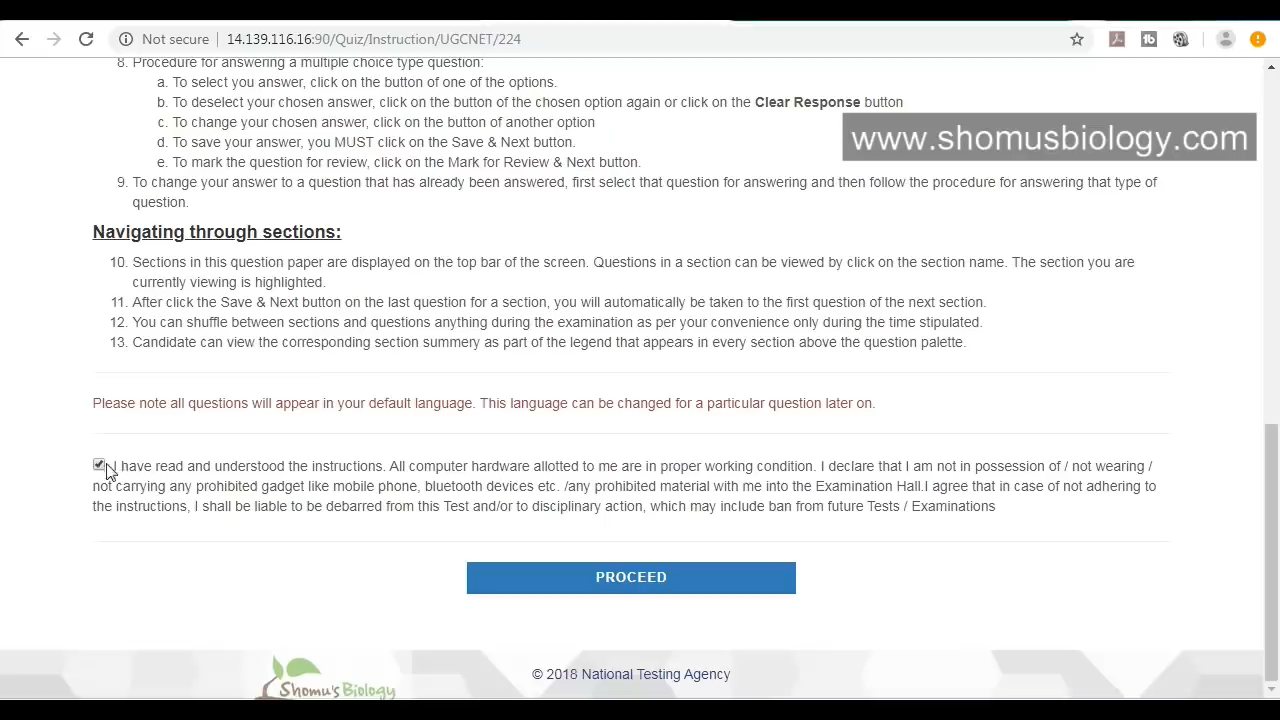 Not secure 14.139.116.16:90/Quiz/Instruction/UGCNET/224
8. Procedure for answering a multiple choice type question:
a. To select you answer, click on the button of one of the options.
b. To deselect your chosen answer, click on the button of the chosen option again or click on the Clear Response button
c. To change your chosen answer, click on the button of another option
www.shomusbiology.com
d. To save your answer, you MUST click on the Save & Next button.
e. To mark the question for review, click on the Mark for Review & Next button.
9. To change your answer to a question that has already been answered, first select that question for answering and then follow the procedure for answering that type of
question.
Navigating through sections:
10. Sections in this question paper are displayed on the top bar of the screen. Questions in a section can be viewed by click on the section name. The section you are
currently viewing is highlighted.
11. After click the Save & Next button on the last question for a section, you will automatically be taken to the first question of the next section.
12. You can shuffle between sections and questions anything during the examination as per your convenience only during the time stipulated.
13. Candidate can view the corresponding section summery as part of the legend that appears in every section above the question palette.
Please note all questions will appear in your default language. This language can be changed for a particular question later on.
I have read and understood the instructions. All computer hardware allotted to me are in proper working condition. I declare that I am not in possession of / not wearing /
not carrying any prohibited gadget like mobile phone, bluetooth devices etc. /any prohibited material with me into the Examination Hall.I agree that in case of not adhering to
the instructions, I shall be liable to be debarred from this Test and/or to disciplinary action, which may include ban from future Tests / Examinations
PROCEED
© 2018 National Testing Agency
Shomu's Biology